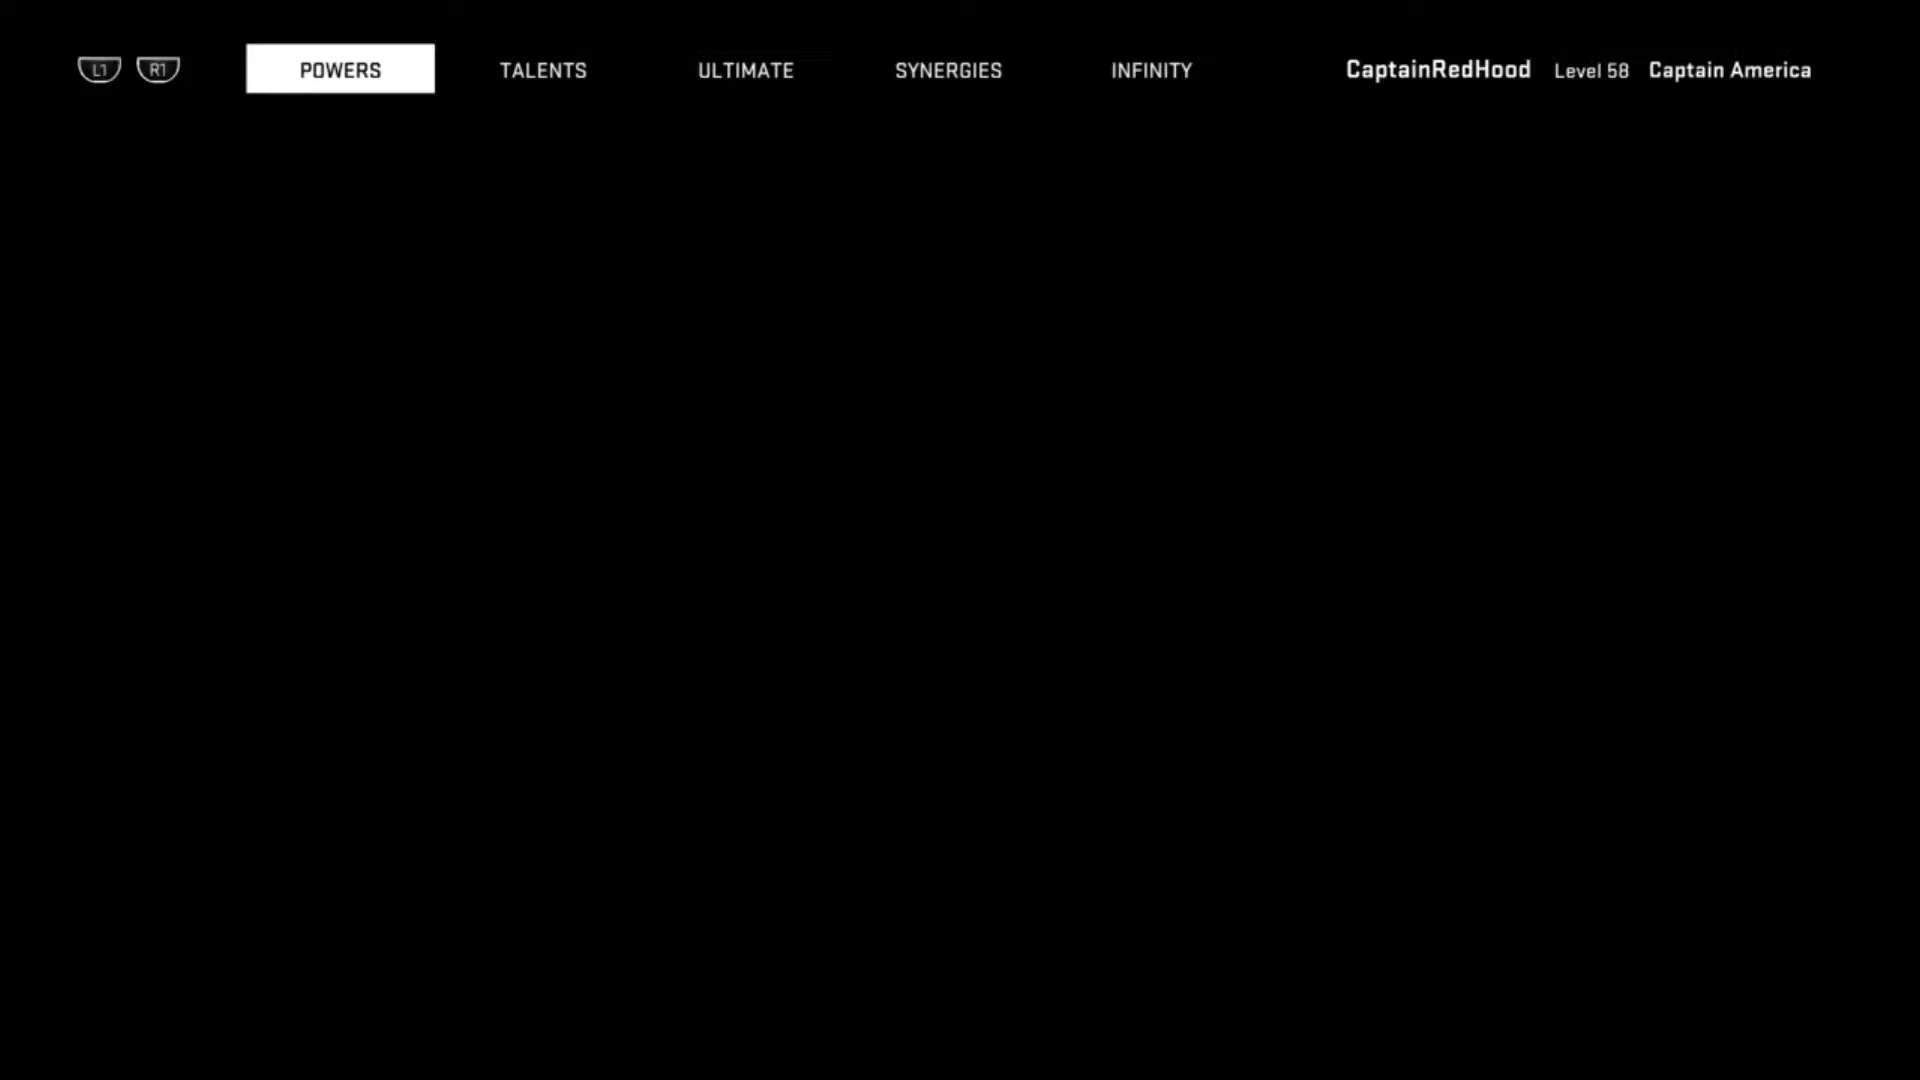 L1 R1 POWERS TALENTS ULTIMATE SYNERGIES INFINITY CaptainRedHood Level 58 Captain America